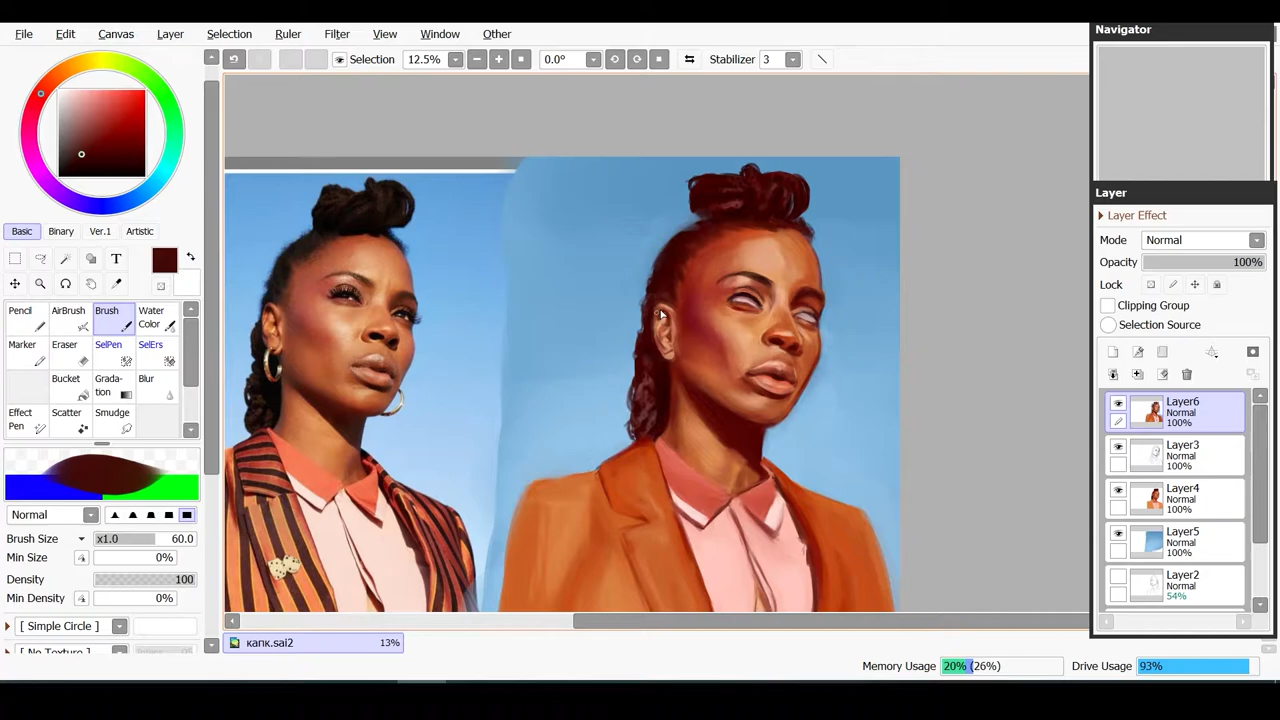 Navigator
File Edit Canvas Layer Selection Ruler Filter View Window Other
Selection 12.5% 0.0º Stabilizer 3
Layer
Layer Effect
Mode Normal
Opacity 100%
Lock
Clipping Group
Selection Source
Basic Binary Ver.1 Artistic
T
Pencil AirBrush Brush Water Color
Marker Eraser SelPen SelErs
Bucket Grada-tion Blur
Effect Pen Scatter Smudge
Normal
Brush Size x1.0 60.0
Min Size 0%
Density 100
Min Density 0%
[ Simple Circle ]
Layer6
Normal
100%
Layer3
Normal
100%
Layer4
Normal
100%
Layer5
Normal
100%
Layer2
Normal
54%
капк.sai2 13%
Memory Usage 20% (26%) Drive Usage 93%